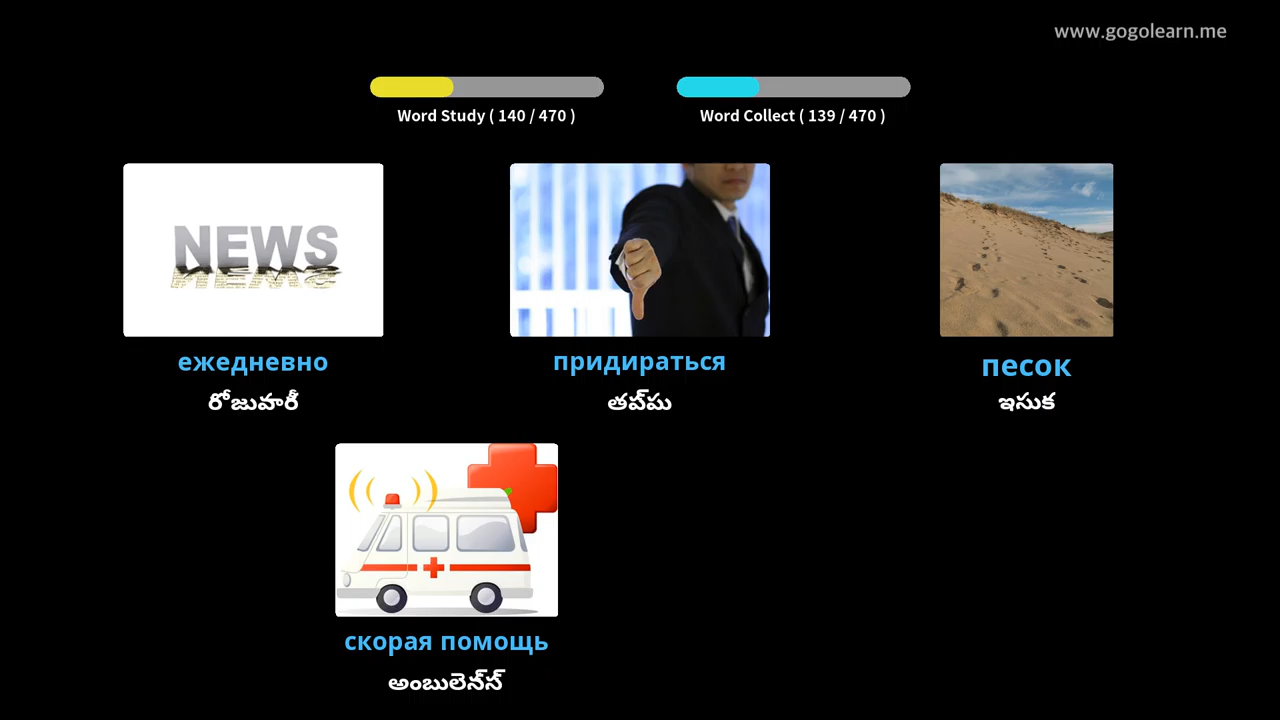 www.gogolearn.me
Word Study ( 140 / 470 )
Word Collect ( 139 / 470 )
NEWS
ежедневно
придираться
песок
రోజువారీ
తప్పు
ఇసుక
скорая помощь
అంబులెన్స్